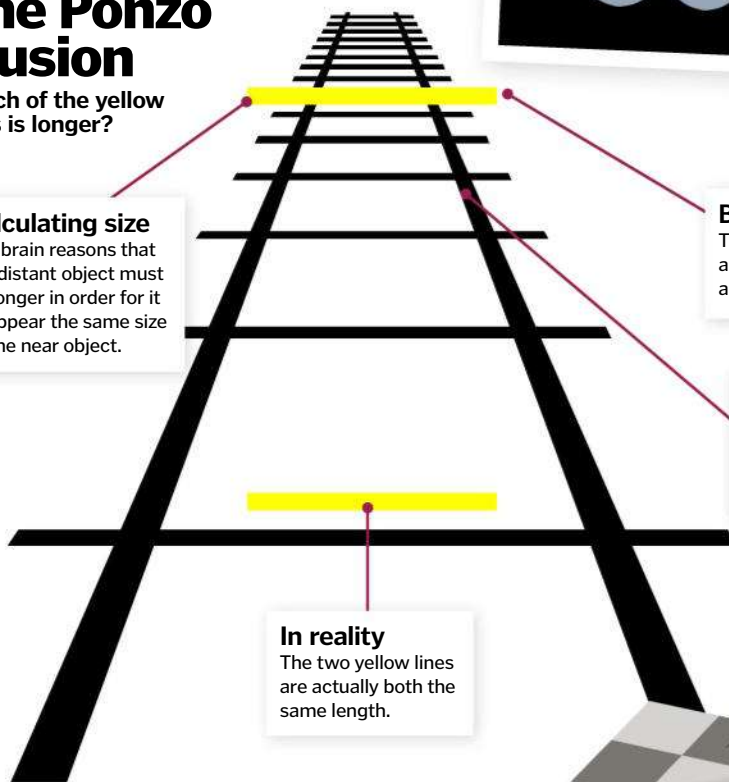 ne Ponzo
usion
ch of the yellow
s is longer?
lculating size
brain reasons that
distant object must
onger in order for it
ppear the same size
ne near object.
B
T
a
a
In reality
The two yellow lines
are actually both the
same length.